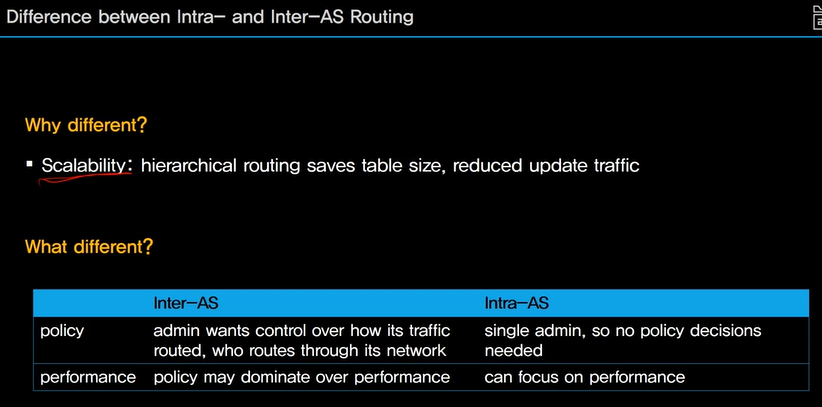 Difference between Intra- and Inter-AS Routing
Why different?
▪ Scalability: hierarchical routing saves table size, reduced update traffic
What different?
Inter-AS Intra-AS
policy admin wants control over how its traffic single admin, so no policy decisions
routed, who routes through its network needed
performance policy may dominate over performance can focus on performance